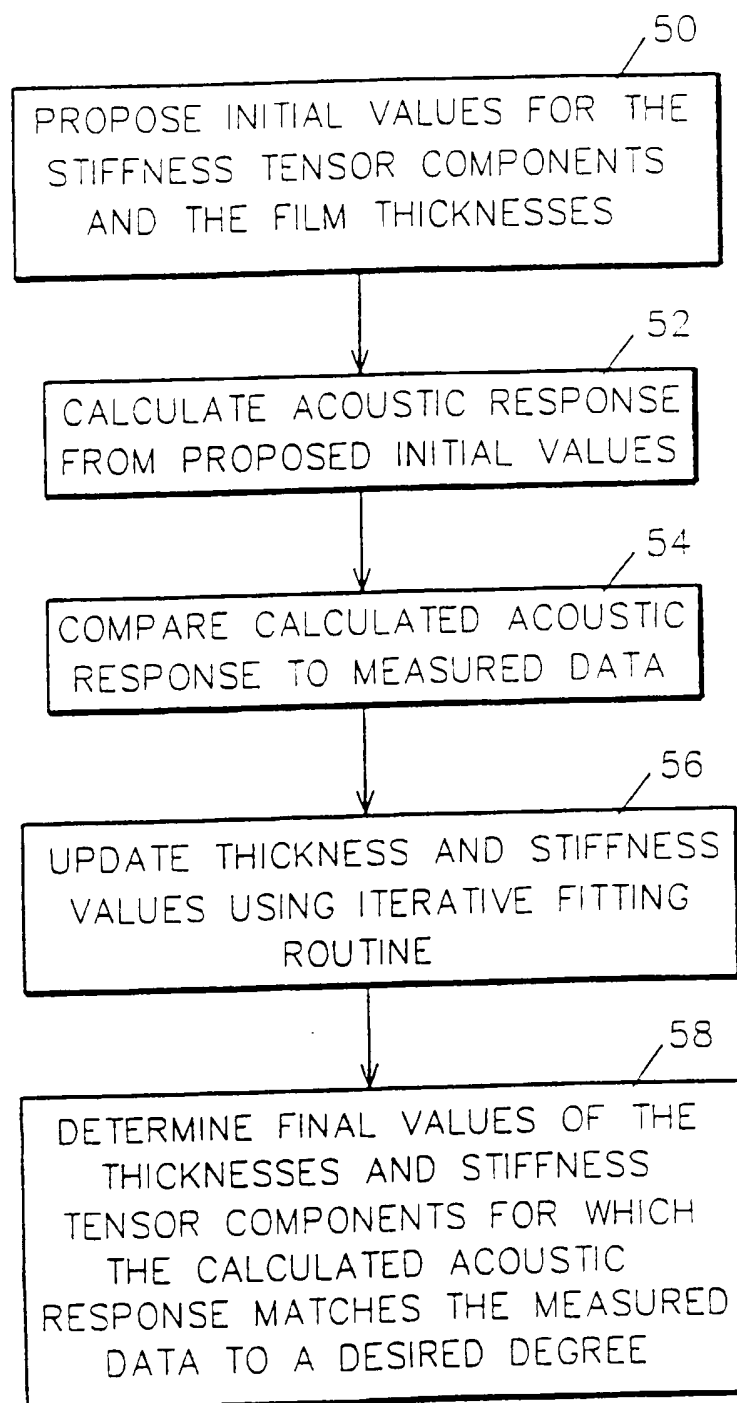 50
PROPOSE INITIAL VALUES FOR THE
STIFFNESS TENSOR COMPONENTS
AND THE FILM THICKNESSES
52
CALCULATE ACOUSTIC RESPONSE
FROM PROPOSED INITIAL VALUES
54
COMPARE CALCULATED ACOUSTIC
RESPONSE TO MEASURED DATA
56
UPDATE THICKNESS AND STIFFNESS
VALUES USING ITERATIVE FITTING
ROUTINE
58
DETERMINE FINAL VALUES OF THE
THICKNESSES AND STIFFNESS
TENSOR COMPONENTS FOR WHICH
THE CALCULATED ACOUSTIC
RESPONSE MATCHES THE MEASURED
DATA TO A DESIRED DEGREE